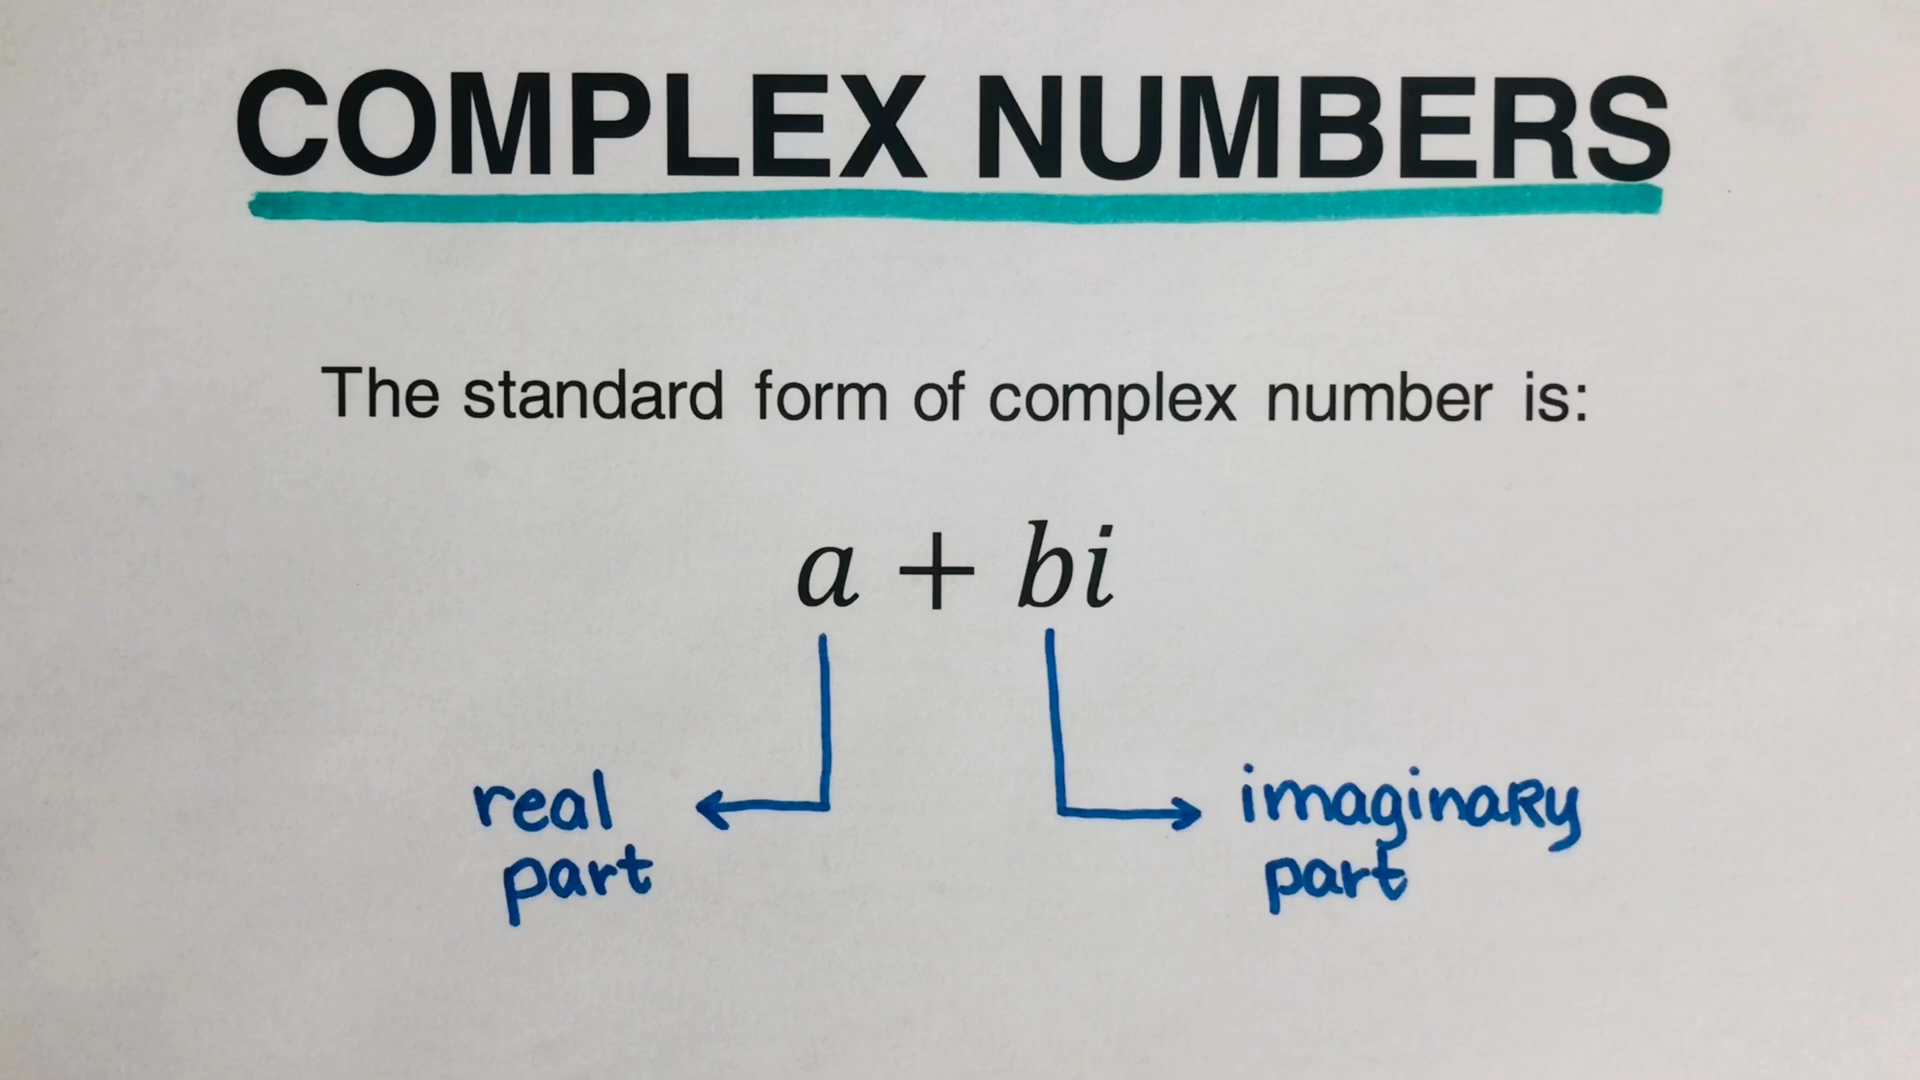 COMPLEX NUMBERS
The standard form of complex number is:
a + bi
real imaginaRy
part part